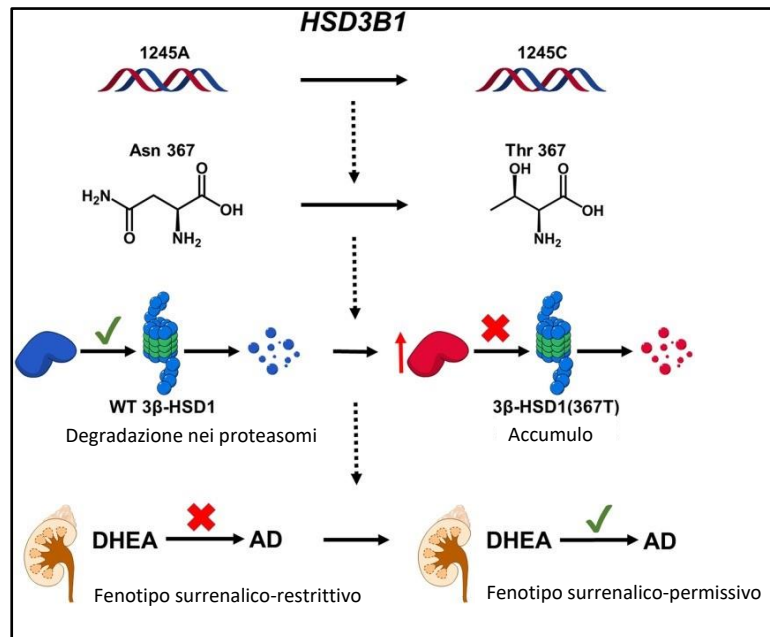 HSD3B1
1245A
1245C
Asn 367
Thr 367
O
OH
H₂N
O
NH₂
OH
O
OH
NH₂
WT 3β-HSD1
3β-HSD1(367T)
Degradazione nei proteasomi
Accumulo
DHEA
AD
DHEA
AD
Fenotipo surrenalico-restrittivo
Fenotipo surrenalico-permissivo